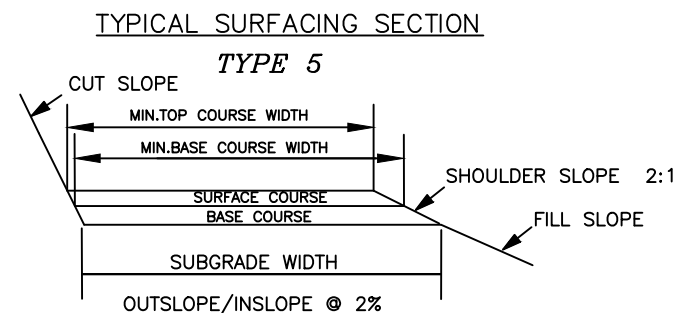 TYPICAL SURFACING SECTION
TYPE 5
CUT SLOPE
MIN.TOP COURSE WIDTH
MIN.BASE COURSE WIDTH
SHOULDER SLOPE 2:1
SURFACE COURSE
BASE COURSE
FILL SLOPE
SUBGRADE WIDTH
OUTSLOPE/INSLOPE @ 2%